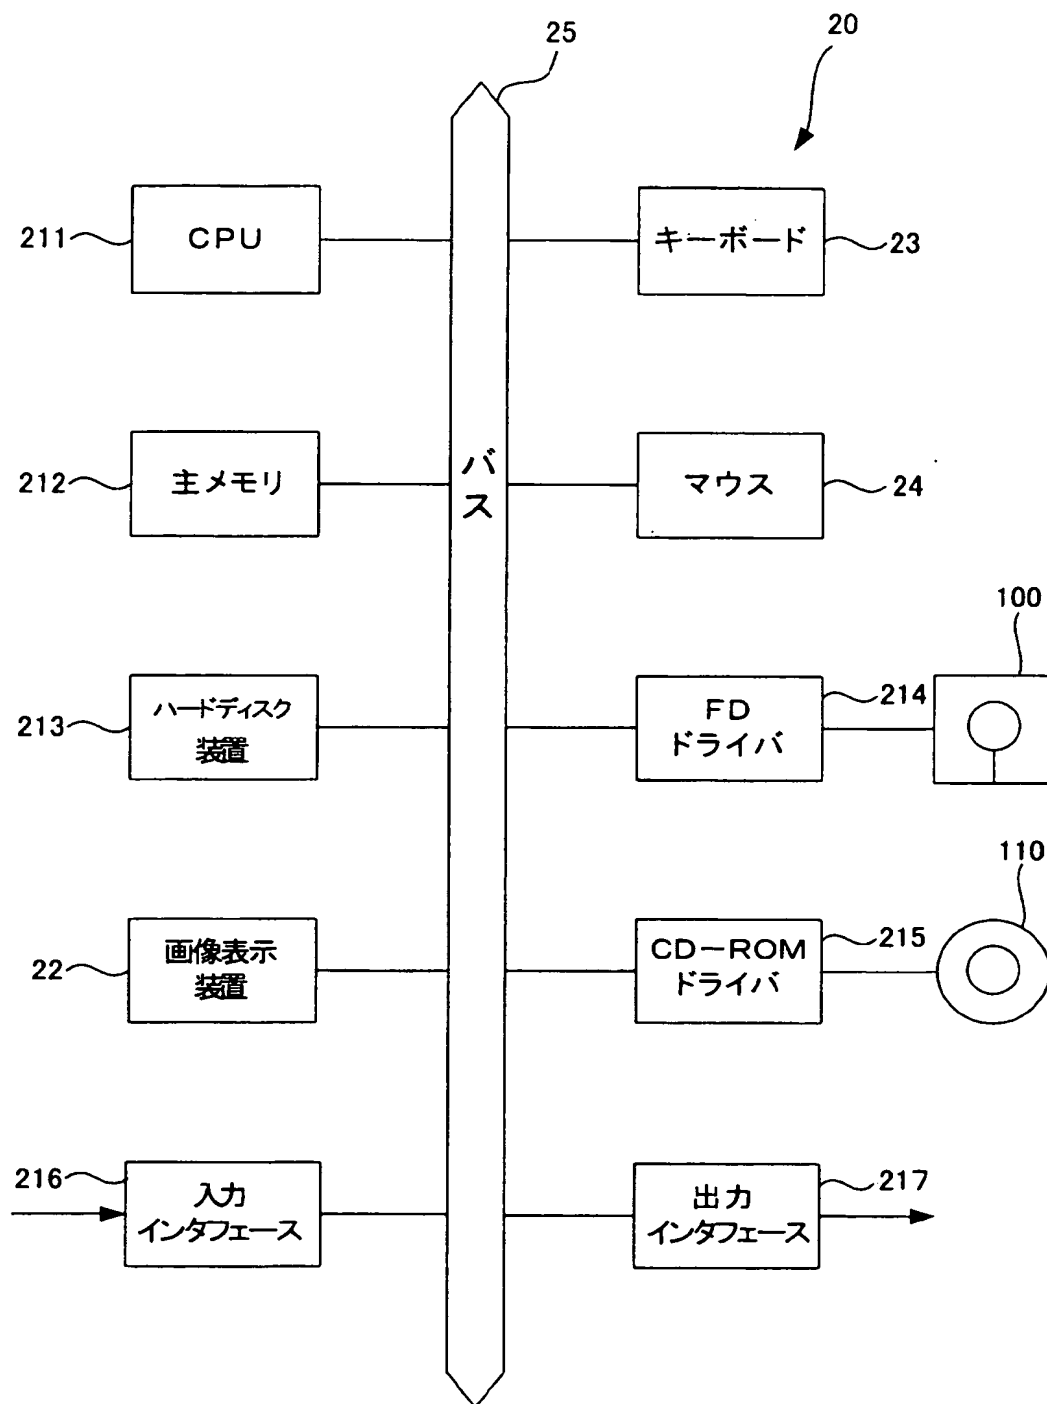 20
25
211
CPU
キーボード
23
212
主メモリ
バス
マウス
24
100
213
ハードディスク
装置
FD
ドライバ
214
110
22
画像表示
装置
CD-ROM
ドライバ
215
216
入力
インタフェース
出力
インタフェース
217